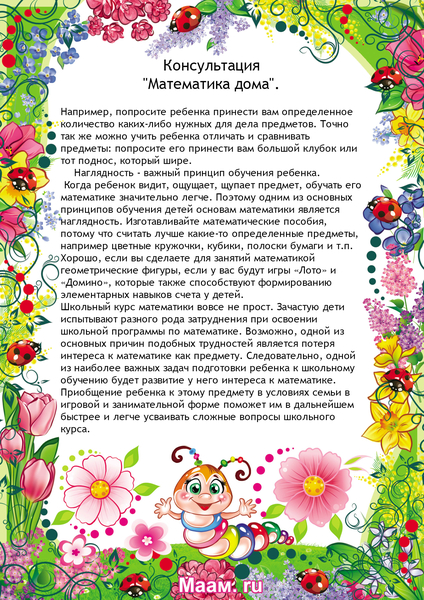 Консультация
"Математика дома".
Например, попросите ребенка принести вам определенное
количество каких-либо нужных для дела предметов. Точно
так же можно учить ребенка отличать и сравнивать
предметы: попросите его принести вам большой клубок или
тот поднос, который шире.
Наглядность - важный принцип обучения ребенка.
Когда ребенок видит, ощущает, щупает предмет, обучать его
математике значительно легче. Поэтому одним из основных
принципов обучения детей основам математики является
наглядность. Изготавливайте математические пособия,
потому что считать лучше какие-то определенные предметы,
например цветные кружочки, кубики, полоски бумаги и т.п.
Хорошо, если вы сделаете для занятий математикой
геометрические фигуры, если у вас будут игры «Лото» и
«Домино», которые также способствуют формированию
элементарных навыков счета у детей.
Школьный курс математики вовсе не прост. Зачастую дети
испытывают разного рода затруднения при освоении
школьной программы по математике. Возможно, одной из
основных причин подобных трудностей является потеря
интереса к математике как предмету. Следовательно, одной
из наиболее важных задач подготовки ребенка к школьному
обучению будет развитие у него интереса к математике.
Приобщение ребенка к этому предмету в условиях семьи в
игровой и занимательной форме поможет им в дальнейшем
быстрее и легче усваивать сложные вопросы школьного
курса.
Maam.ru